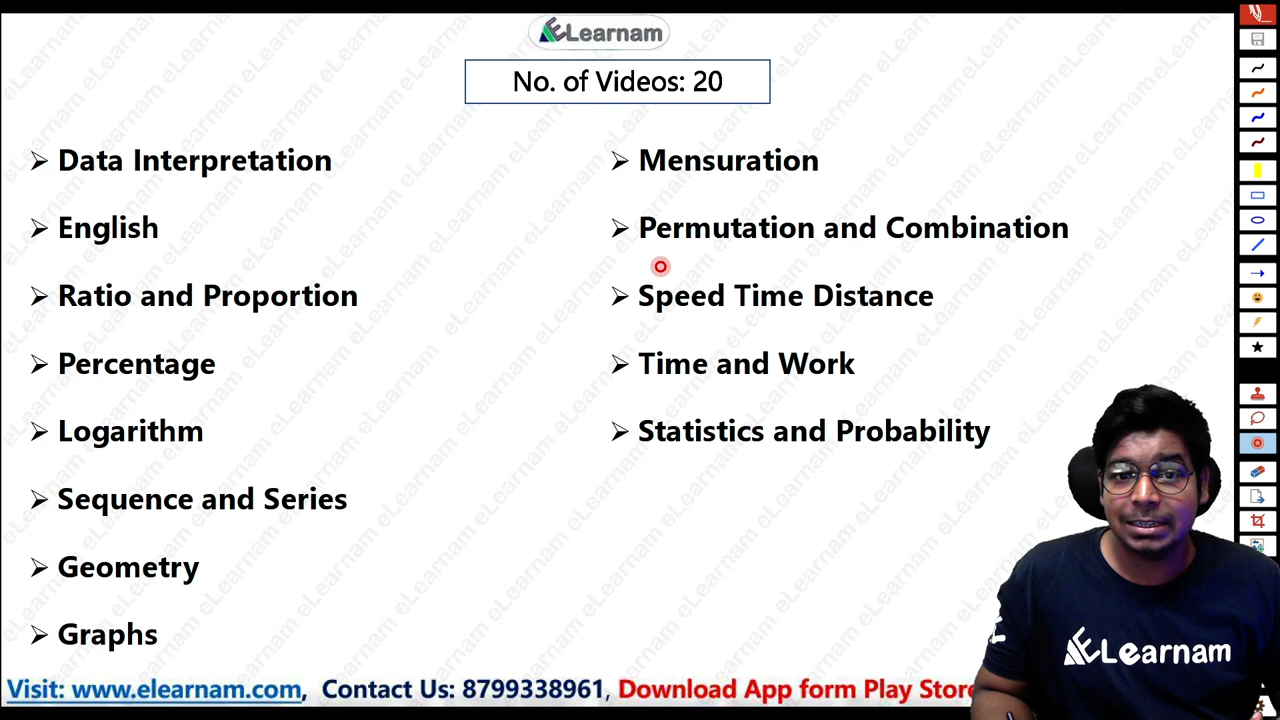 ELearnam
No. of Videos: 20
➢ Data Interpretation
➢ English
➢ Ratio and Proportion
➢ Percentage
➢ Logarithm
➢ Sequence and Series
➢ Geometry
➢ Graphs
➢ Mensuration
➢ Permutation and Combination
➢ Speed Time Distance
➢ Time and Work
➢ Statistics and Probability
ELearnam
Visit: www.elearnam.com, Contact Us: 8799338961, Download App form Play Store
eLearnam